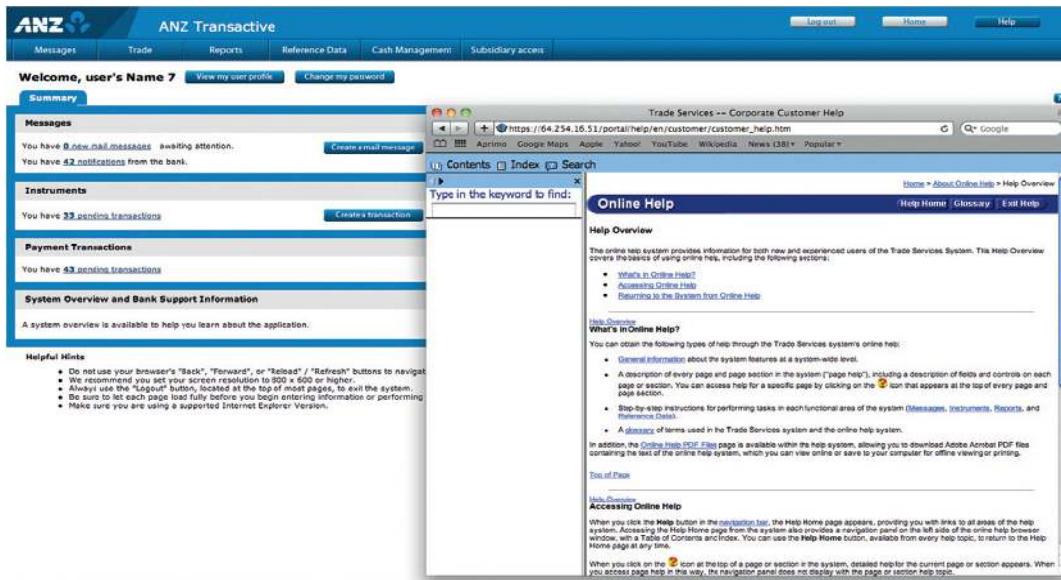 ANZ
ANZ Transactive
Log out Home Help
Messages Trade Reports Reference Data Cash Management Subsidiary access
Welcome, user's Name 7 View my user profile Change my password
Summary
Messages
You have 0 new mail messages awaiting attention. Create a mail message
You have 42 notifications from the bank.
Instruments
You have 33 pending transactions Create a transaction
Payment Transactions
You have 43 pending transactions
System Overview and Bank Support Information
A system overview is available to help you learn about the application.
Helpful Hints
Do not use your browser's "Back", "Forward", or "Reload" / "Refresh" buttons to navigat
We recommend you set your screen resolution to 800 x 600 or higher.
Always use the "Logout" button, located at the top of most pages, to exit the system.
Be sure to let each page load fully before you begin entering information or performing
Make sure you are using a supported Internet Explorer Version.
Trade Services -- Corporate Customer Help
https://64.254.16.51/portal/help/en/customer/customer_help.htm Google
Aprimo Google Maps Apple Yahoo! YouTube Wikipedia News (38) Popular
Contents Index Search
Type in the keyword to find:
Home > About Online Help > Help Overview
Online Help Help Home Glossary Exit Help
Help Overview
The online help system provides information for both new and experienced users of the Trade Services System. This Help Overview
covers the basics of using online help, including the following sections:
What's in Online Help?
Accessing Online Help
Returning to the System from Online Help
Help Overview
What's in Online Help?
You can obtain the following types of help through the Trade Services system's online help:
General information about the system features at a system-wide level.
A description of every page and page section in the system ("page help"), including a description of fields and controls on each
page or section. You can access help for a specific page by clicking on the ? icon that appears at the top of every page and
page section.
Step-by-step instructions for performing tasks in each functional area of the system (Messages, Instruments, Reports, and
Reference Data).
A glossary of terms used in the Trade Services system and the online help system.
In addition, the Online Help PDF Files page is available within the help system, allowing you to download Adobe Acrobat PDF files
containing the text of the online help system, which you can view online or save to your computer for offline viewing or printing.
Top of Page
Help Overview
Accessing Online Help
When you click the Help button in the navigation bar, the Help Home page appears, providing you with links to all areas of the help
system. Accessing the Help Home page from the system also provides a navigation panel on the left side of the online help browser
window, with a Table of Contents and Index. You can use the Help Home button, available from every help topic, to return to the Help
Home page at any time.
When you click on the ? icon at the top of a page or section in the system, detailed help for the current page or section appears. When
you access page help in this way, the navigation panel does not display with the page or section help topic.